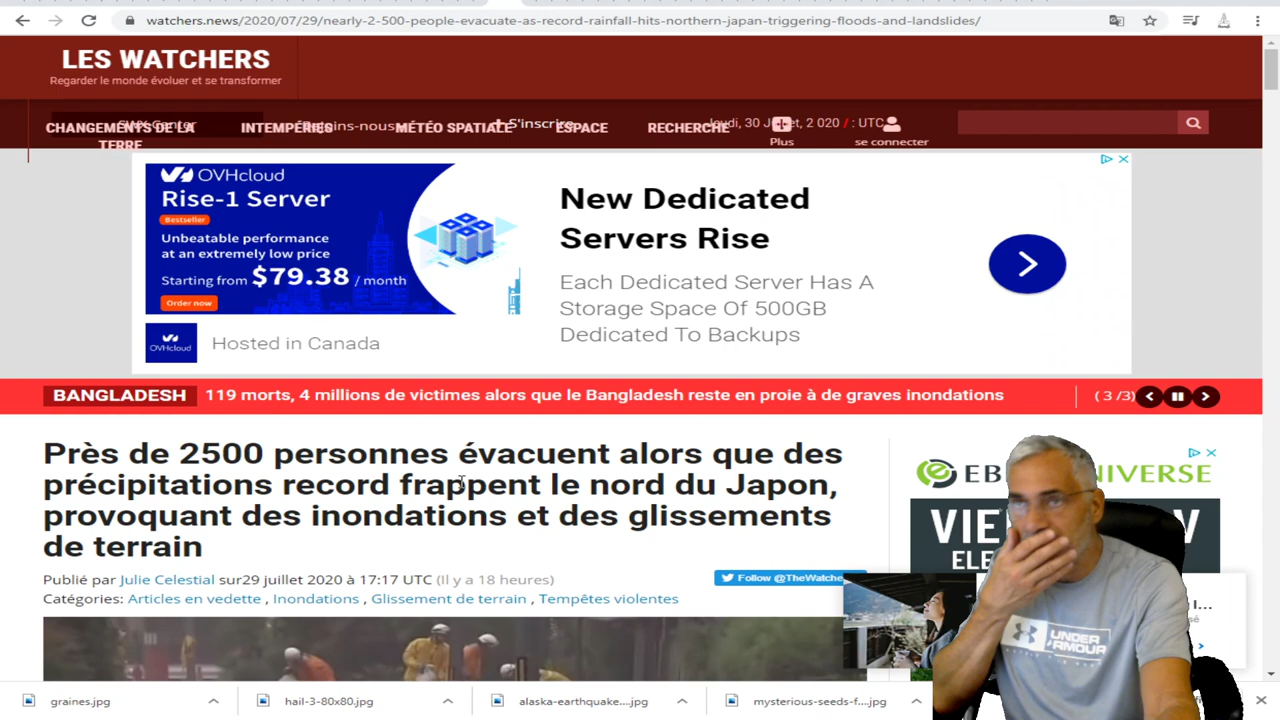 watchers.news/2020/07/29/nearly-2-500-people-evacuate-as-record-rainfall-hits-northern-japan-triggering-floods-and-landslides/
LES WATCHERS
Regarder le monde évoluer et se transformer
CHANGEMENTS DE LA TERRE
INTEMPÉRIES
MÉTÉO SPATIALE
S'inscrire
ESPACE
RECHERCHE
2 020 / : UTC
Plus
se connecter
OVHcloud
Rise-1 Server
Bestseller
Unbeatable performance
at an extremely low price
Starting from $79.38 / month
Order now
New Dedicated
Servers Rise
Each Dedicated Server Has A
Storage Space Of 500GB
Dedicated To Backups
OVHcloud
Hosted in Canada
BANGLADESH 119 morts, 4 millions de victimes alors que le Bangladesh reste en proie à de graves inondations ( 3 /3)
Près de 2500 personnes évacuent alors que des
précipitations record frappent le nord du Japon,
provoquant des inondations et des glissements
de terrain
Publié par Julie Celestial sur29 juillet 2020 à 17:17 UTC (Il y a 18 heures)
Follow @TheWatche
Catégories: Articles en vedette , Inondations , Glissement de terrain , Tempêtes violentes
UNDER ARMOUR
graines.jpg
hail-3-80x80.jpg
alaska-earthquake....jpg
mysterious-seeds-f....jpg